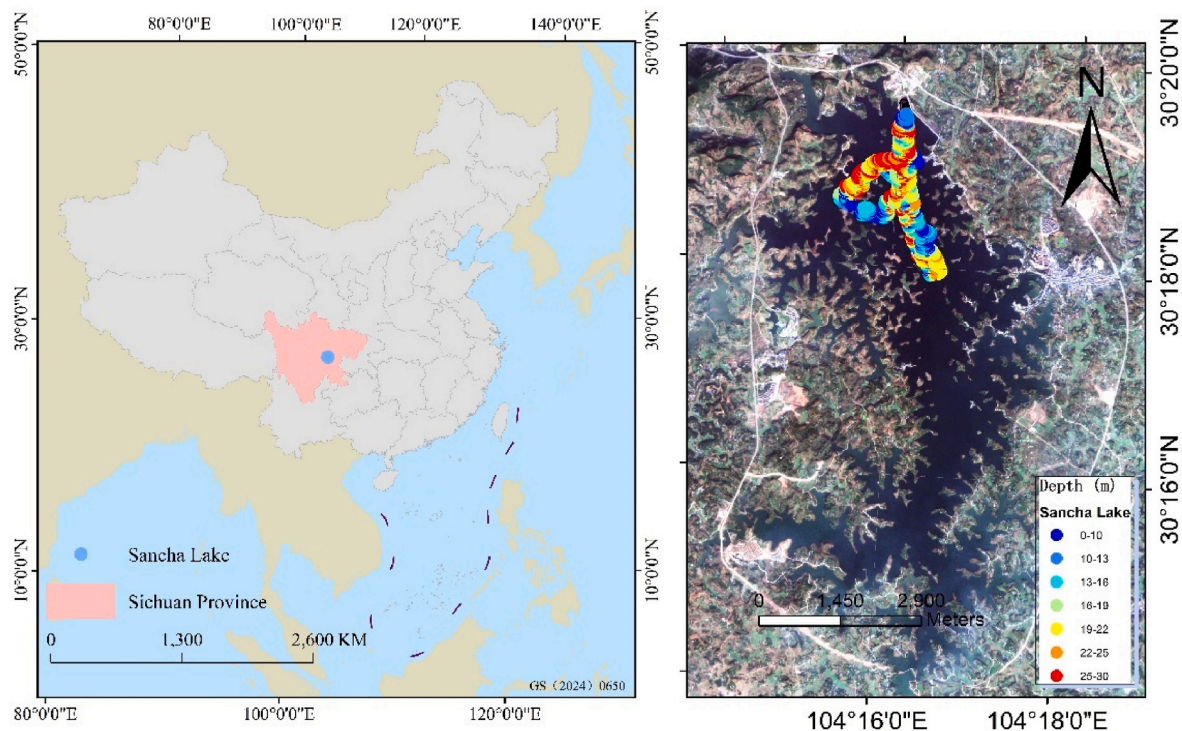 80°0'0"E 100°0'0"E 120°0'0"E 140°0'0"E
50°0'0"N
50°0'0"N
30°0'0"N
30°0'0"N
10°0'0"N
10°0'0"N
Sancha Lake
Sichuan Province
0 1,300 2,600 KM
GS (2024) 0650
80°0'0"E 100°0'0"E 120°0'0"E
N
30°20'0"N
30°18'0"N
30°16'0"N
Depth (m)
Sancha Lake
0-10
10-13
13-16
16-19
19-22
22-25
25-30
0 1,450 2,900
Meters
104°16'0"E 104°18'0"E